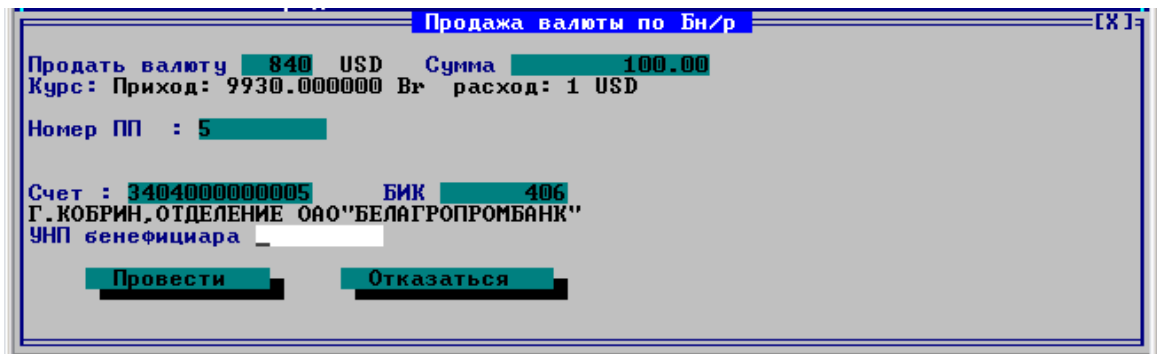 Продажа валюты по Бн/р [X]
Продать валюту 840 USD Сумма 100.00
Курс: Приход: 9930.000000 Br расход: 1 USD
Номер ПП : 5
Счет : 3404000000005 БИК 406
Г.КОБРИН,ОТДЕЛЕНИЕ ОАО"БЕЛАГРОПРОМБАНК"
УНП бенефициара _
Провести Отказаться